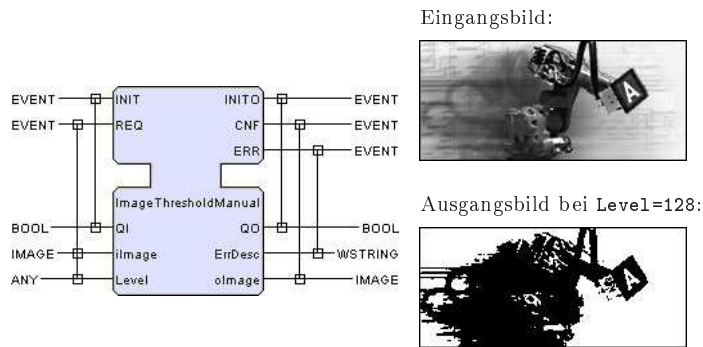 Eingangsbild:
EVENT INIT INITO EVENT
EVENT REQ CNF EVENT
ERR EVENT
A
ImageThresholdManual
Ausgangsbild bei Level=128:
BOOL QI QO BOOL
IMAGE iImage ErrDesc WSTRING
ANY Level oImage IMAGE
A